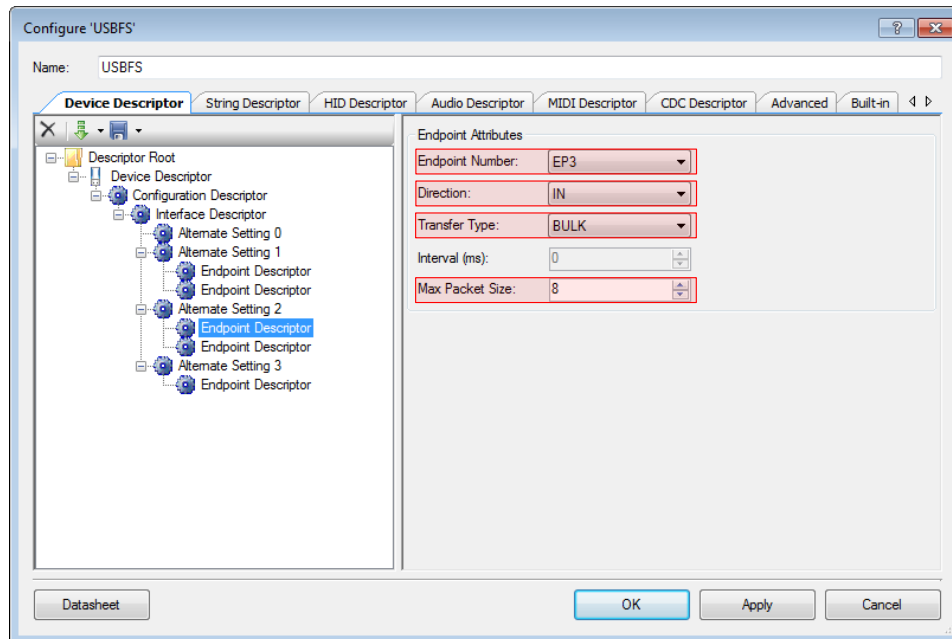 Configure 'USBFS'
Name: USBFS
Device Descriptor String Descriptor HID Descriptor Audio Descriptor MIDI Descriptor CDC Descriptor Advanced Built-in
Descriptor Root
Device Descriptor
Configuration Descriptor
Interface Descriptor
Alternate Setting 0
Alternate Setting 1
Endpoint Descriptor
Endpoint Descriptor
Alternate Setting 2
Endpoint Descriptor
Endpoint Descriptor
Alternate Setting 3
Endpoint Descriptor
Endpoint Attributes
Endpoint Number: EP3
Direction: IN
Transfer Type: BULK
Interval (ms): 0
Max Packet Size: 8
Datasheet OK Apply Cancel